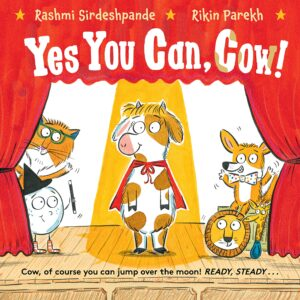 Rashmi Sirdeshpande Rikin Parekh
Yes You Can, Cow!
Cow, of course you can jump over the moon! READY, STEADY . . .